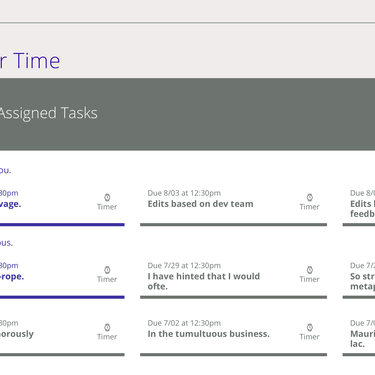 r Time
Assigned Tasks
ou.
30pm
vage.
Timer
Due 8/03 at 12:30pm
Edits based on dev team
Timer
Due 8/0
Edits b
feedb
ous.
30pm
-rope.
Timer
Due 7/29 at 12:30pm
I have hinted that I would
ofte.
Timer
Due 7/2
So str
metap
30pm
norously
Timer
Due 7/02 at 12:30pm
In the tumultuous business.
Timer
Due 7/0
Mauri
lac.